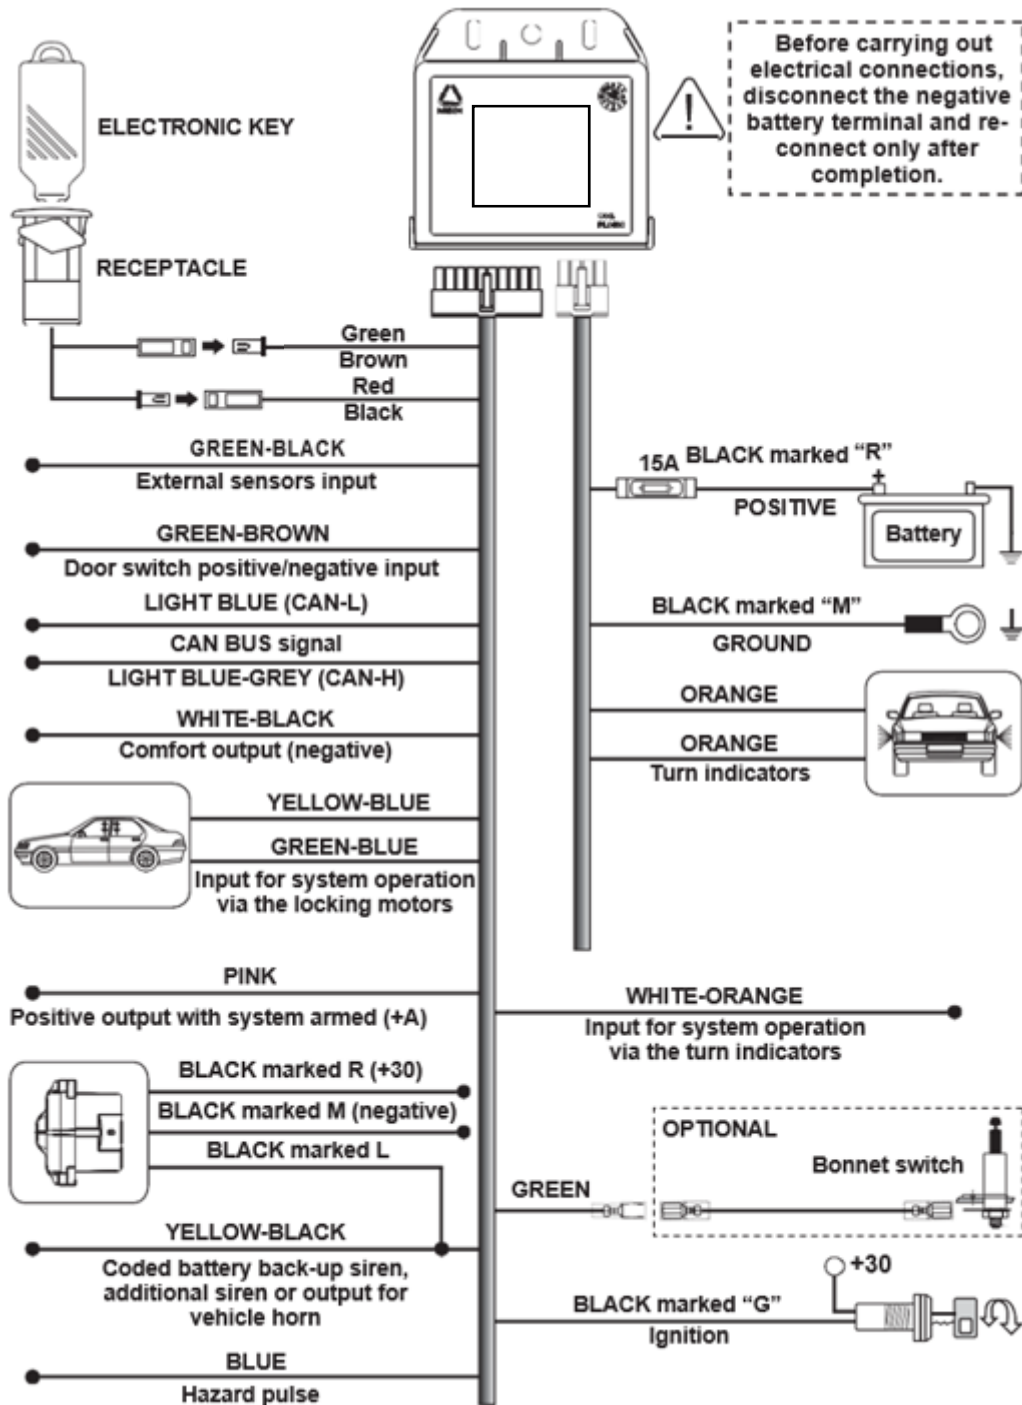 Before carrying out
electrical connections,
disconnect the negative
battery terminal and re-
connect only after
completion.
ELECTRONIC KEY
RECEPTACLE
Green
Brown
Red
Black
GREEN-BLACK
External sensors input
GREEN-BROWN
Door switch positive/negative input
LIGHT BLUE (CAN-L)
CAN BUS signal
LIGHT BLUE-GREY (CAN-H)
WHITE-BLACK
Comfort output (negative)
YELLOW-BLUE
GREEN-BLUE
Input for system operation
via the locking motors
PINK
Positive output with system armed (+A)
BLACK marked R (+30)
BLACK marked M (negative)
BLACK marked L
YELLOW-BLACK
Coded battery back-up siren,
additional siren or output for
vehicle horn
BLUE
Hazard pulse
15A
BLACK marked “R”
+
POSITIVE
Battery
BLACK marked “M”
GROUND
ORANGE
ORANGE
Turn indicators
WHITE-ORANGE
Input for system operation
via the turn indicators
OPTIONAL
Bonnet switch
GREEN
+30
BLACK marked “G”
Ignition